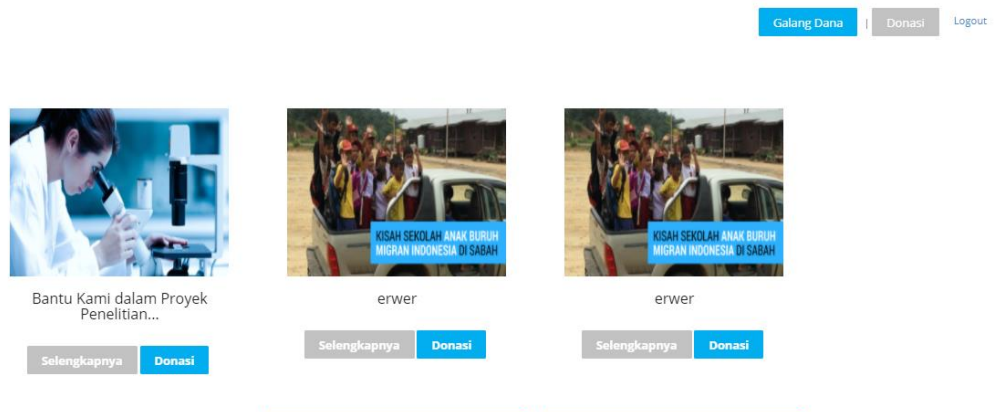 Galang Dana | Donasi Logout
KISAH SEKOLAH ANAK BURUH
MIGRAN INDONESIA DI SABAH
KISAH SEKOLAH ANAK BURUH
MIGRAN INDONESIA DI SABAH
Bantu Kami dalam Proyek
Penelitian...
erwer
erwer
Selengkapnya Donasi
Selengkapnya Donasi
Selengkapnya Donasi